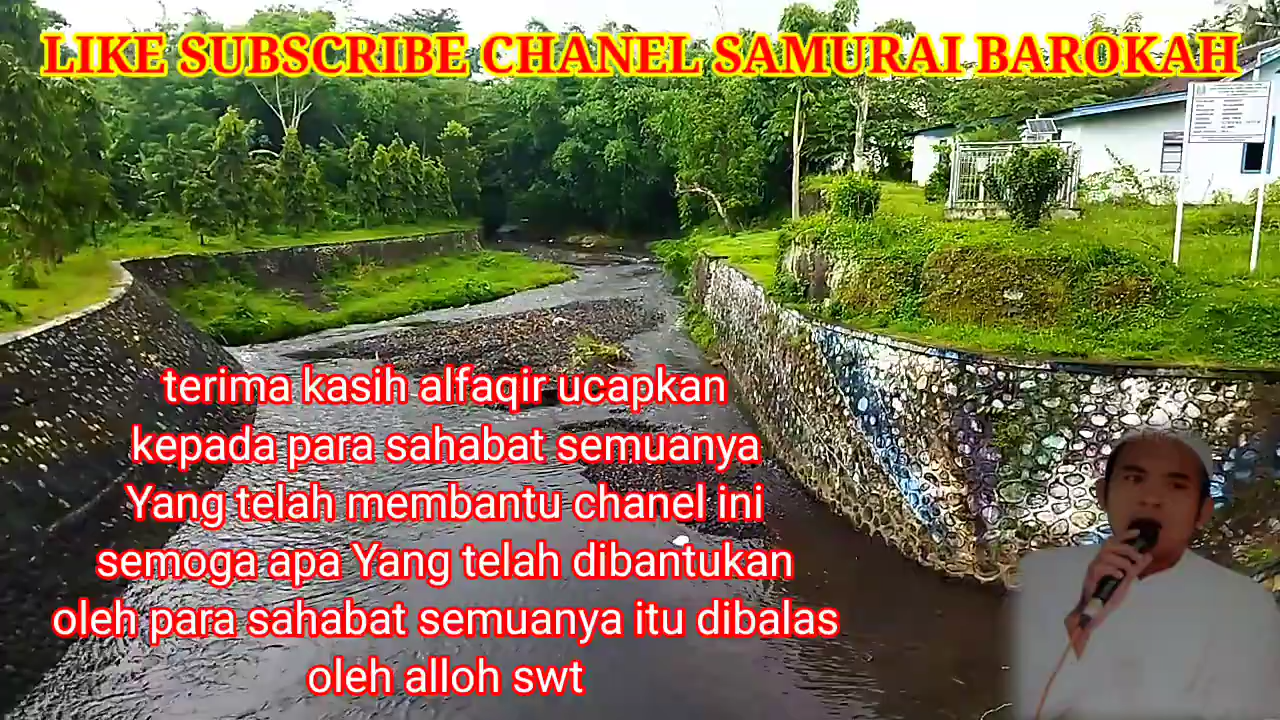 LIKE SUBSCRIBE CHANEL SAMURAI BAROKAH
terima kasih alfaqir ucapkan
kepada para sahabat semuanya
Yang telah membantu chanel ini
semoga apa Yang telah dibantukan
oleh para sahabat semuanya itu dibalas
oleh alloh swt